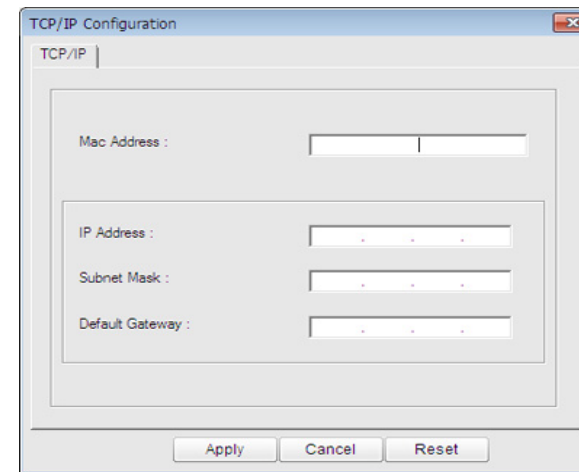 TCP/IP Configuration
TCP/IP
Mac Address :
IP Address :
. . .
Subnet Mask :
. . .
Default Gateway :
. . .
Apply Cancel Reset